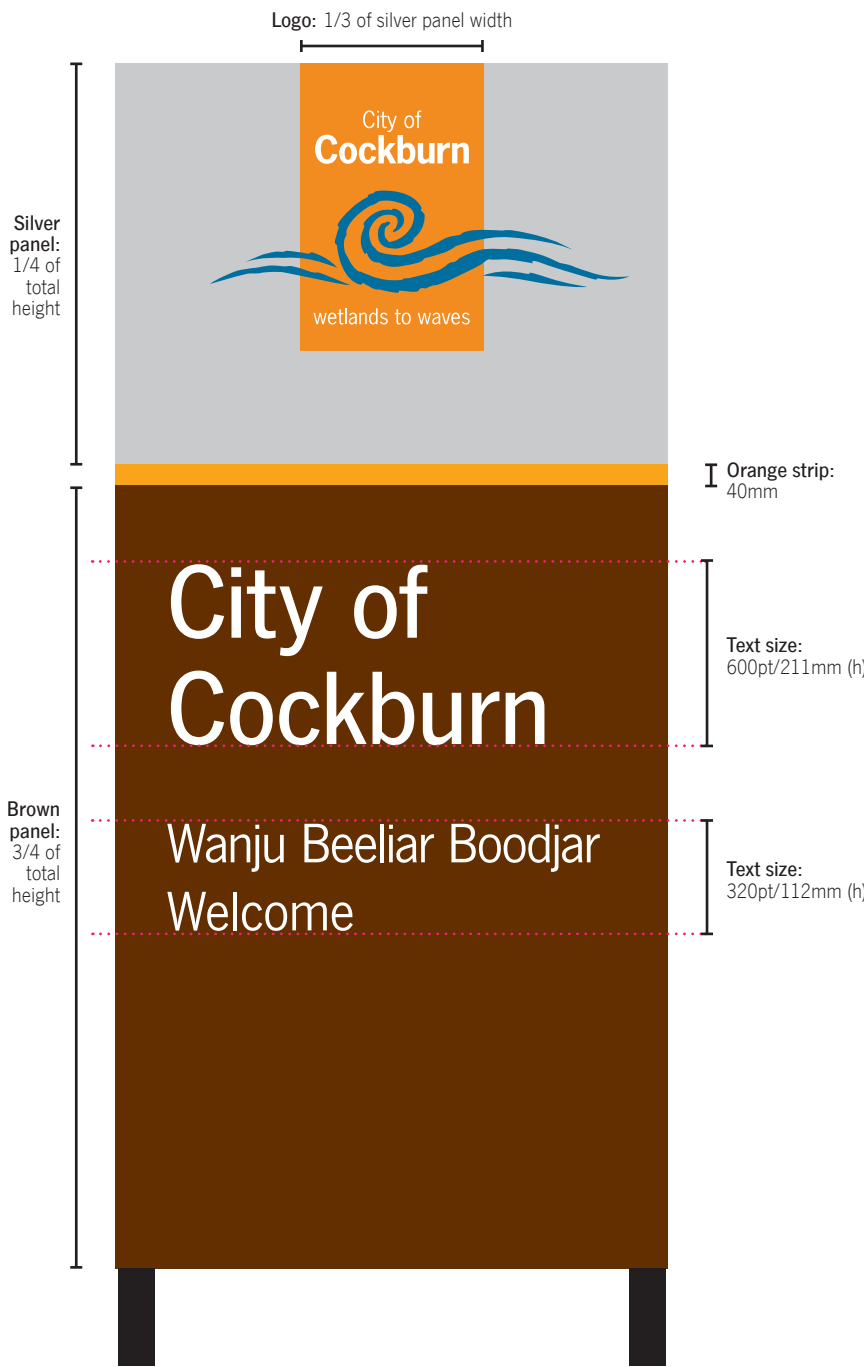 Logo: 1/3 of silver panel width
City of
Cockburn
wetlands to waves
Silver
panel:
1/4 of
total
height
Orange strip:
40mm
City of
Cockburn
Text size:
600pt/211mm (h)
Brown
panel:
3/4 of
total
height
Wanju Beeliar Boodjar
Welcome
Text size:
320pt/112mm (h)